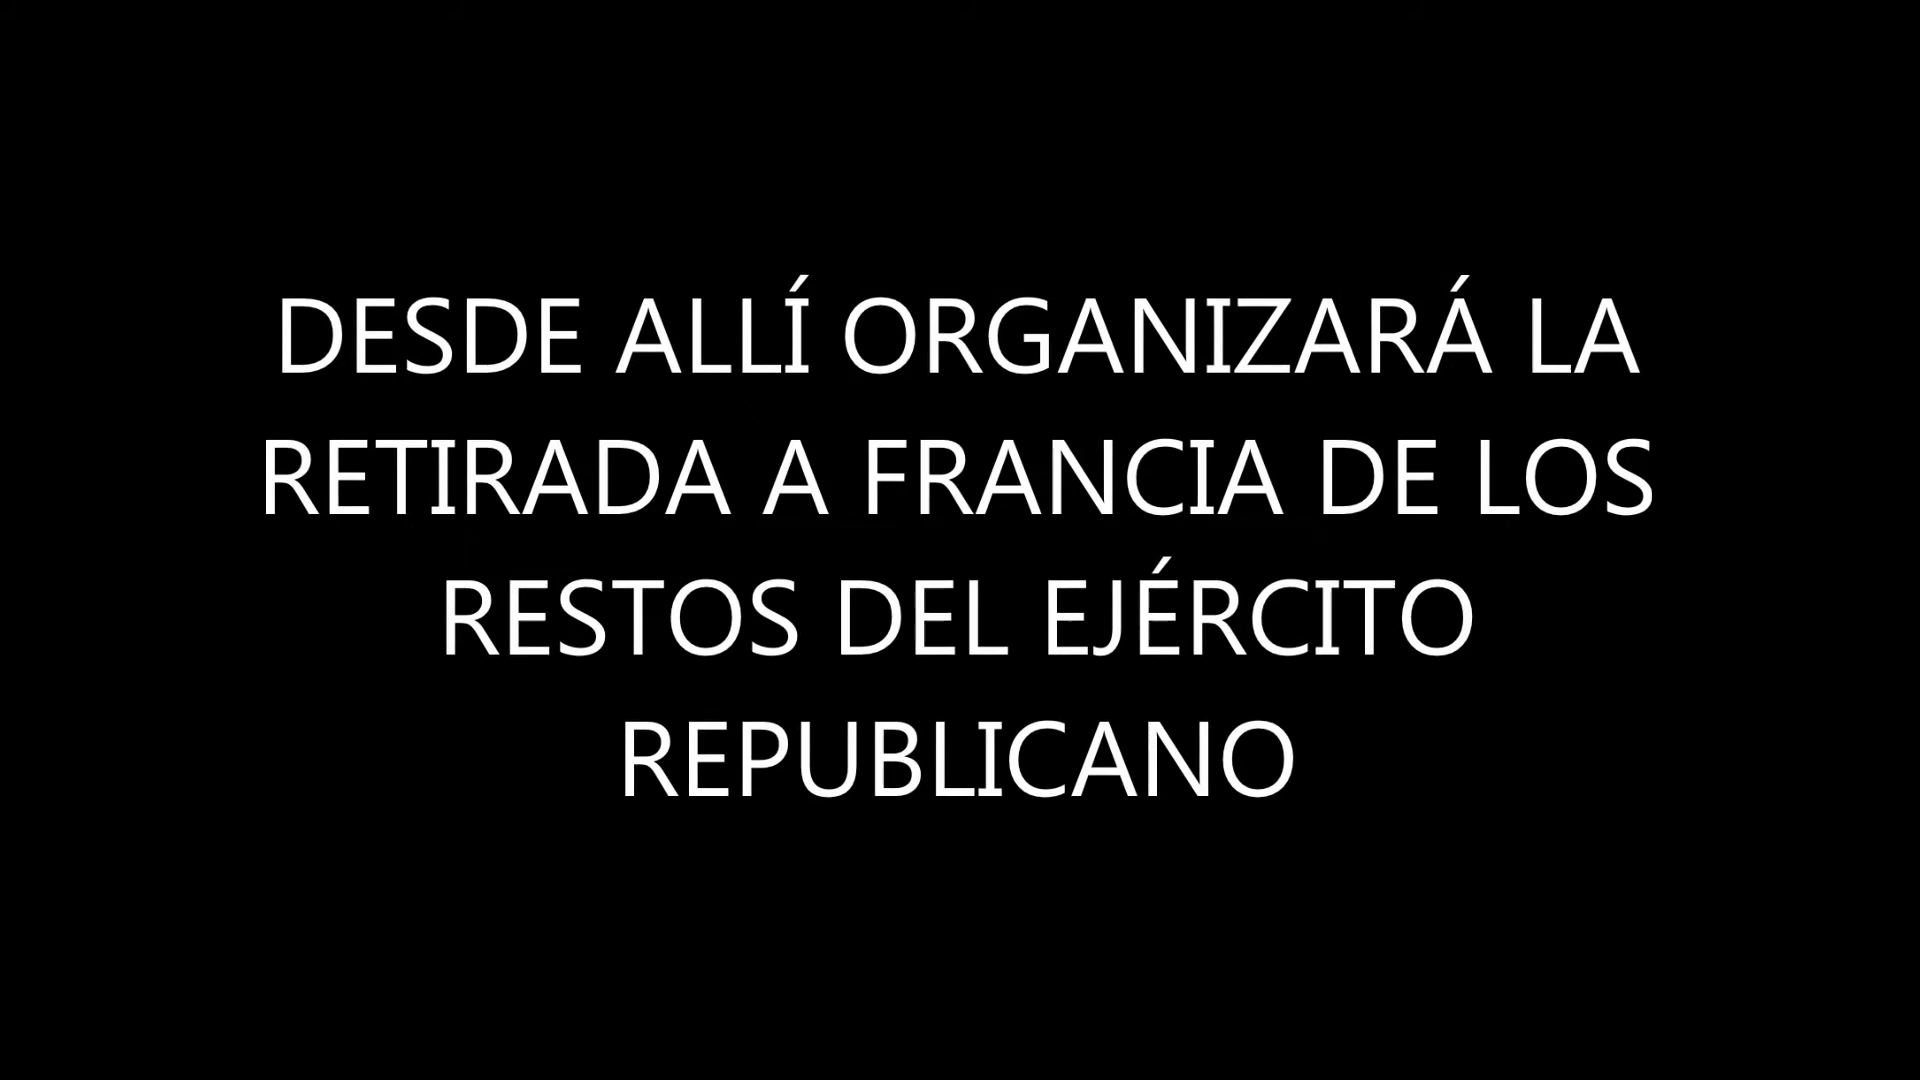 DESDE ALLÍ ORGANIZARÁ LA
RETIRADA A FRANCIA DE LOS
RESTOS DEL EJÉRCITO
REPUBLICANO